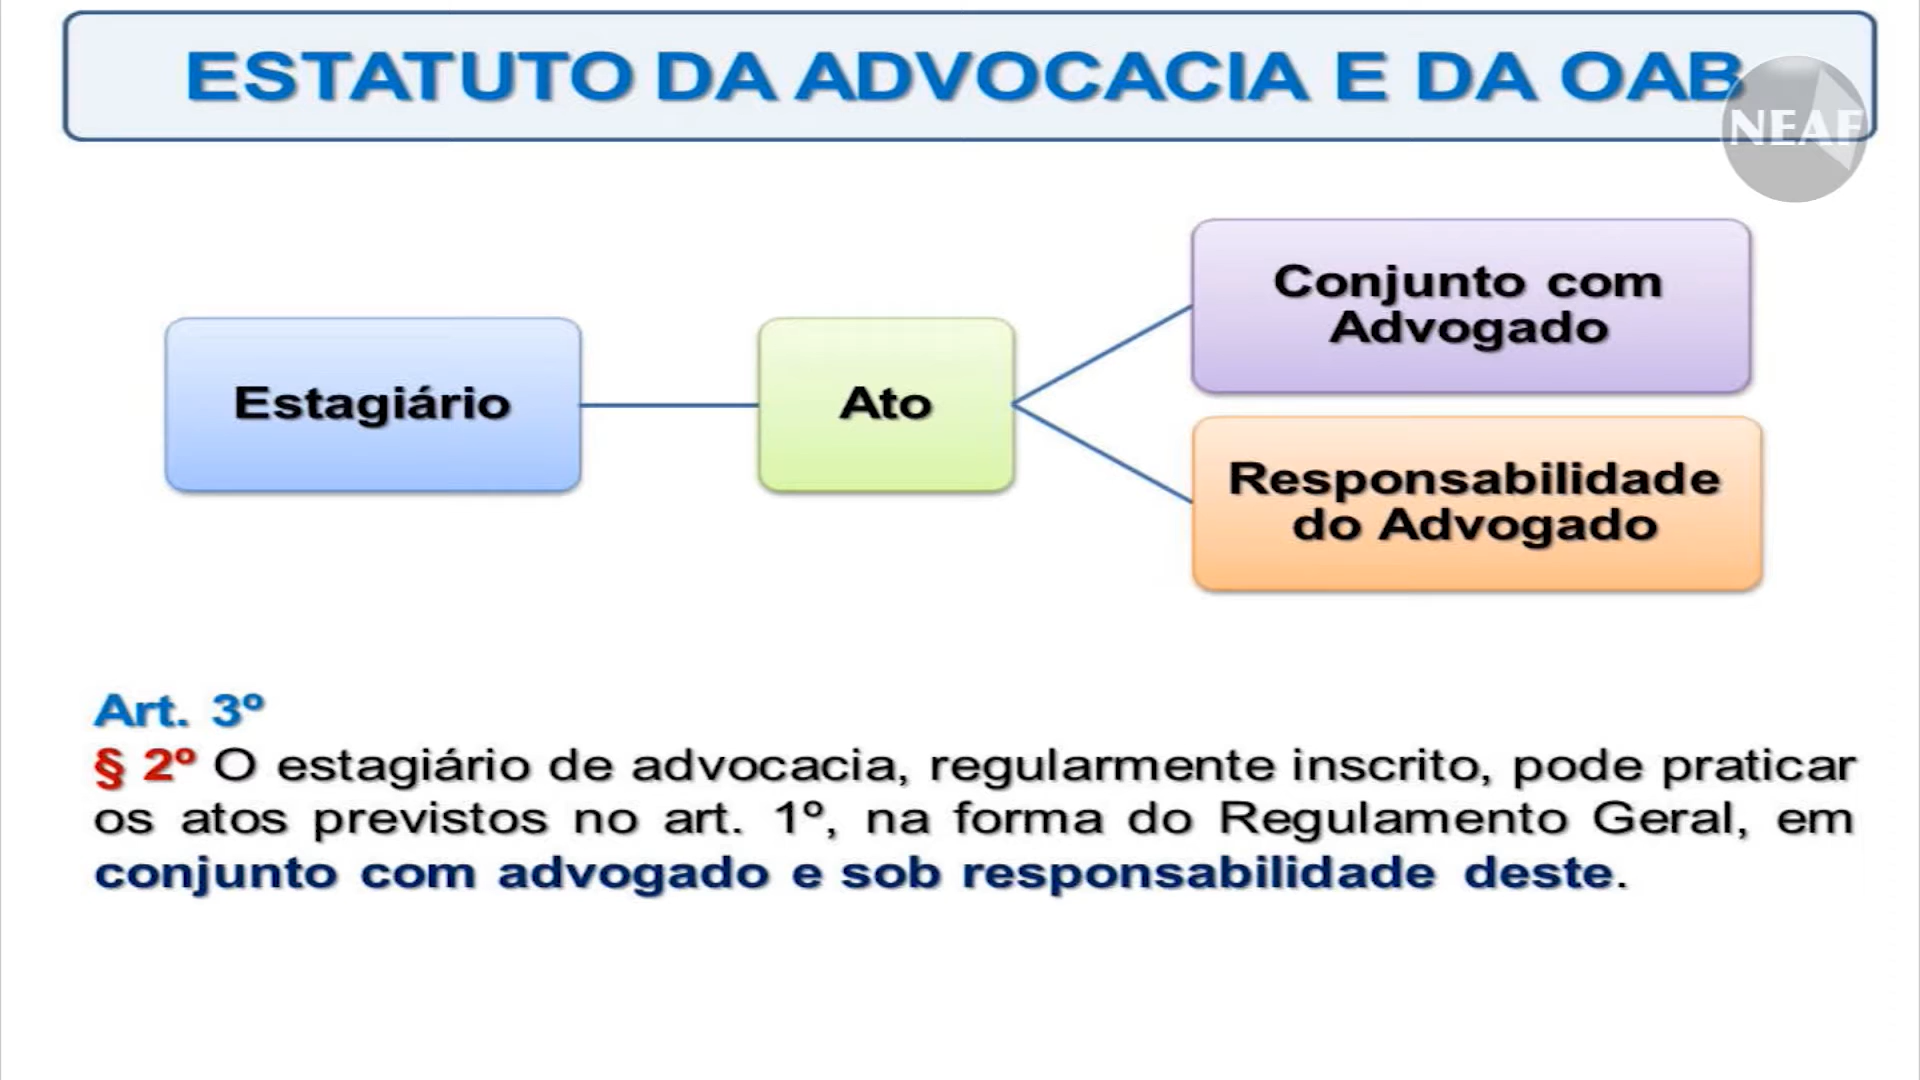 ESTATUTO DA ADVOCACIA E DA OAB
NEAF
Conjunto com
Advogado
Estagiário
Ato
Responsabilidade
do Advogado
Art. 3º
§ 2º O estagiário de advocacia, regularmente inscrito, pode praticar
os atos previstos no art. 1º, na forma do Regulamento Geral, em
conjunto com advogado e sob responsabilidade deste.